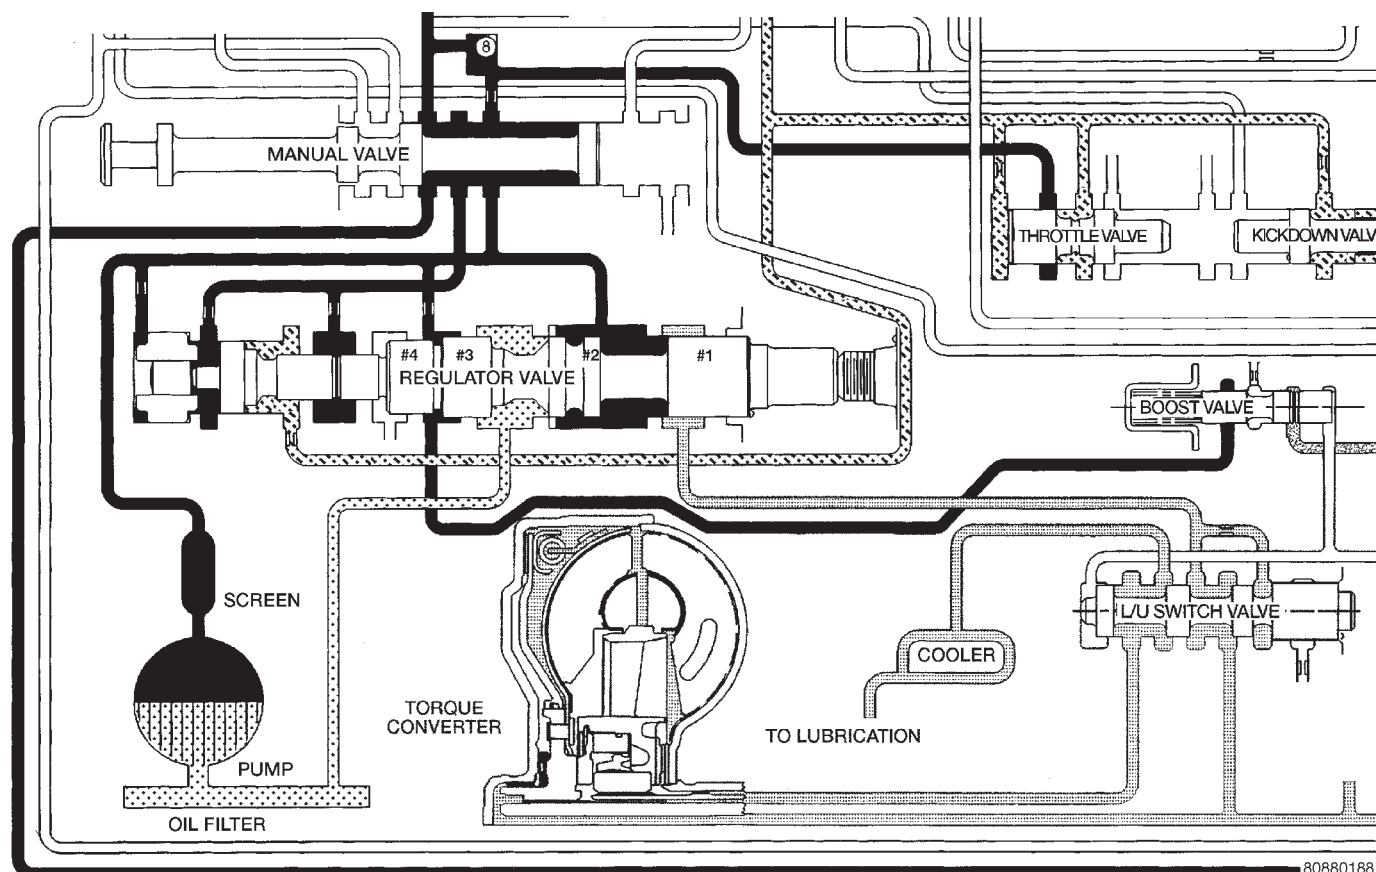 8
MANUAL VALVE
THROTTLE VALVE
KICKDOWN VALV
#4
#3
#2
#1
REGULATOR VALVE
BOOST VALVE
SCREEN
L/U SWITCH VALVE
COOLER
TORQUE
CONVERTER
TO LUBRICATION
PUMP
OIL FILTER
80880188